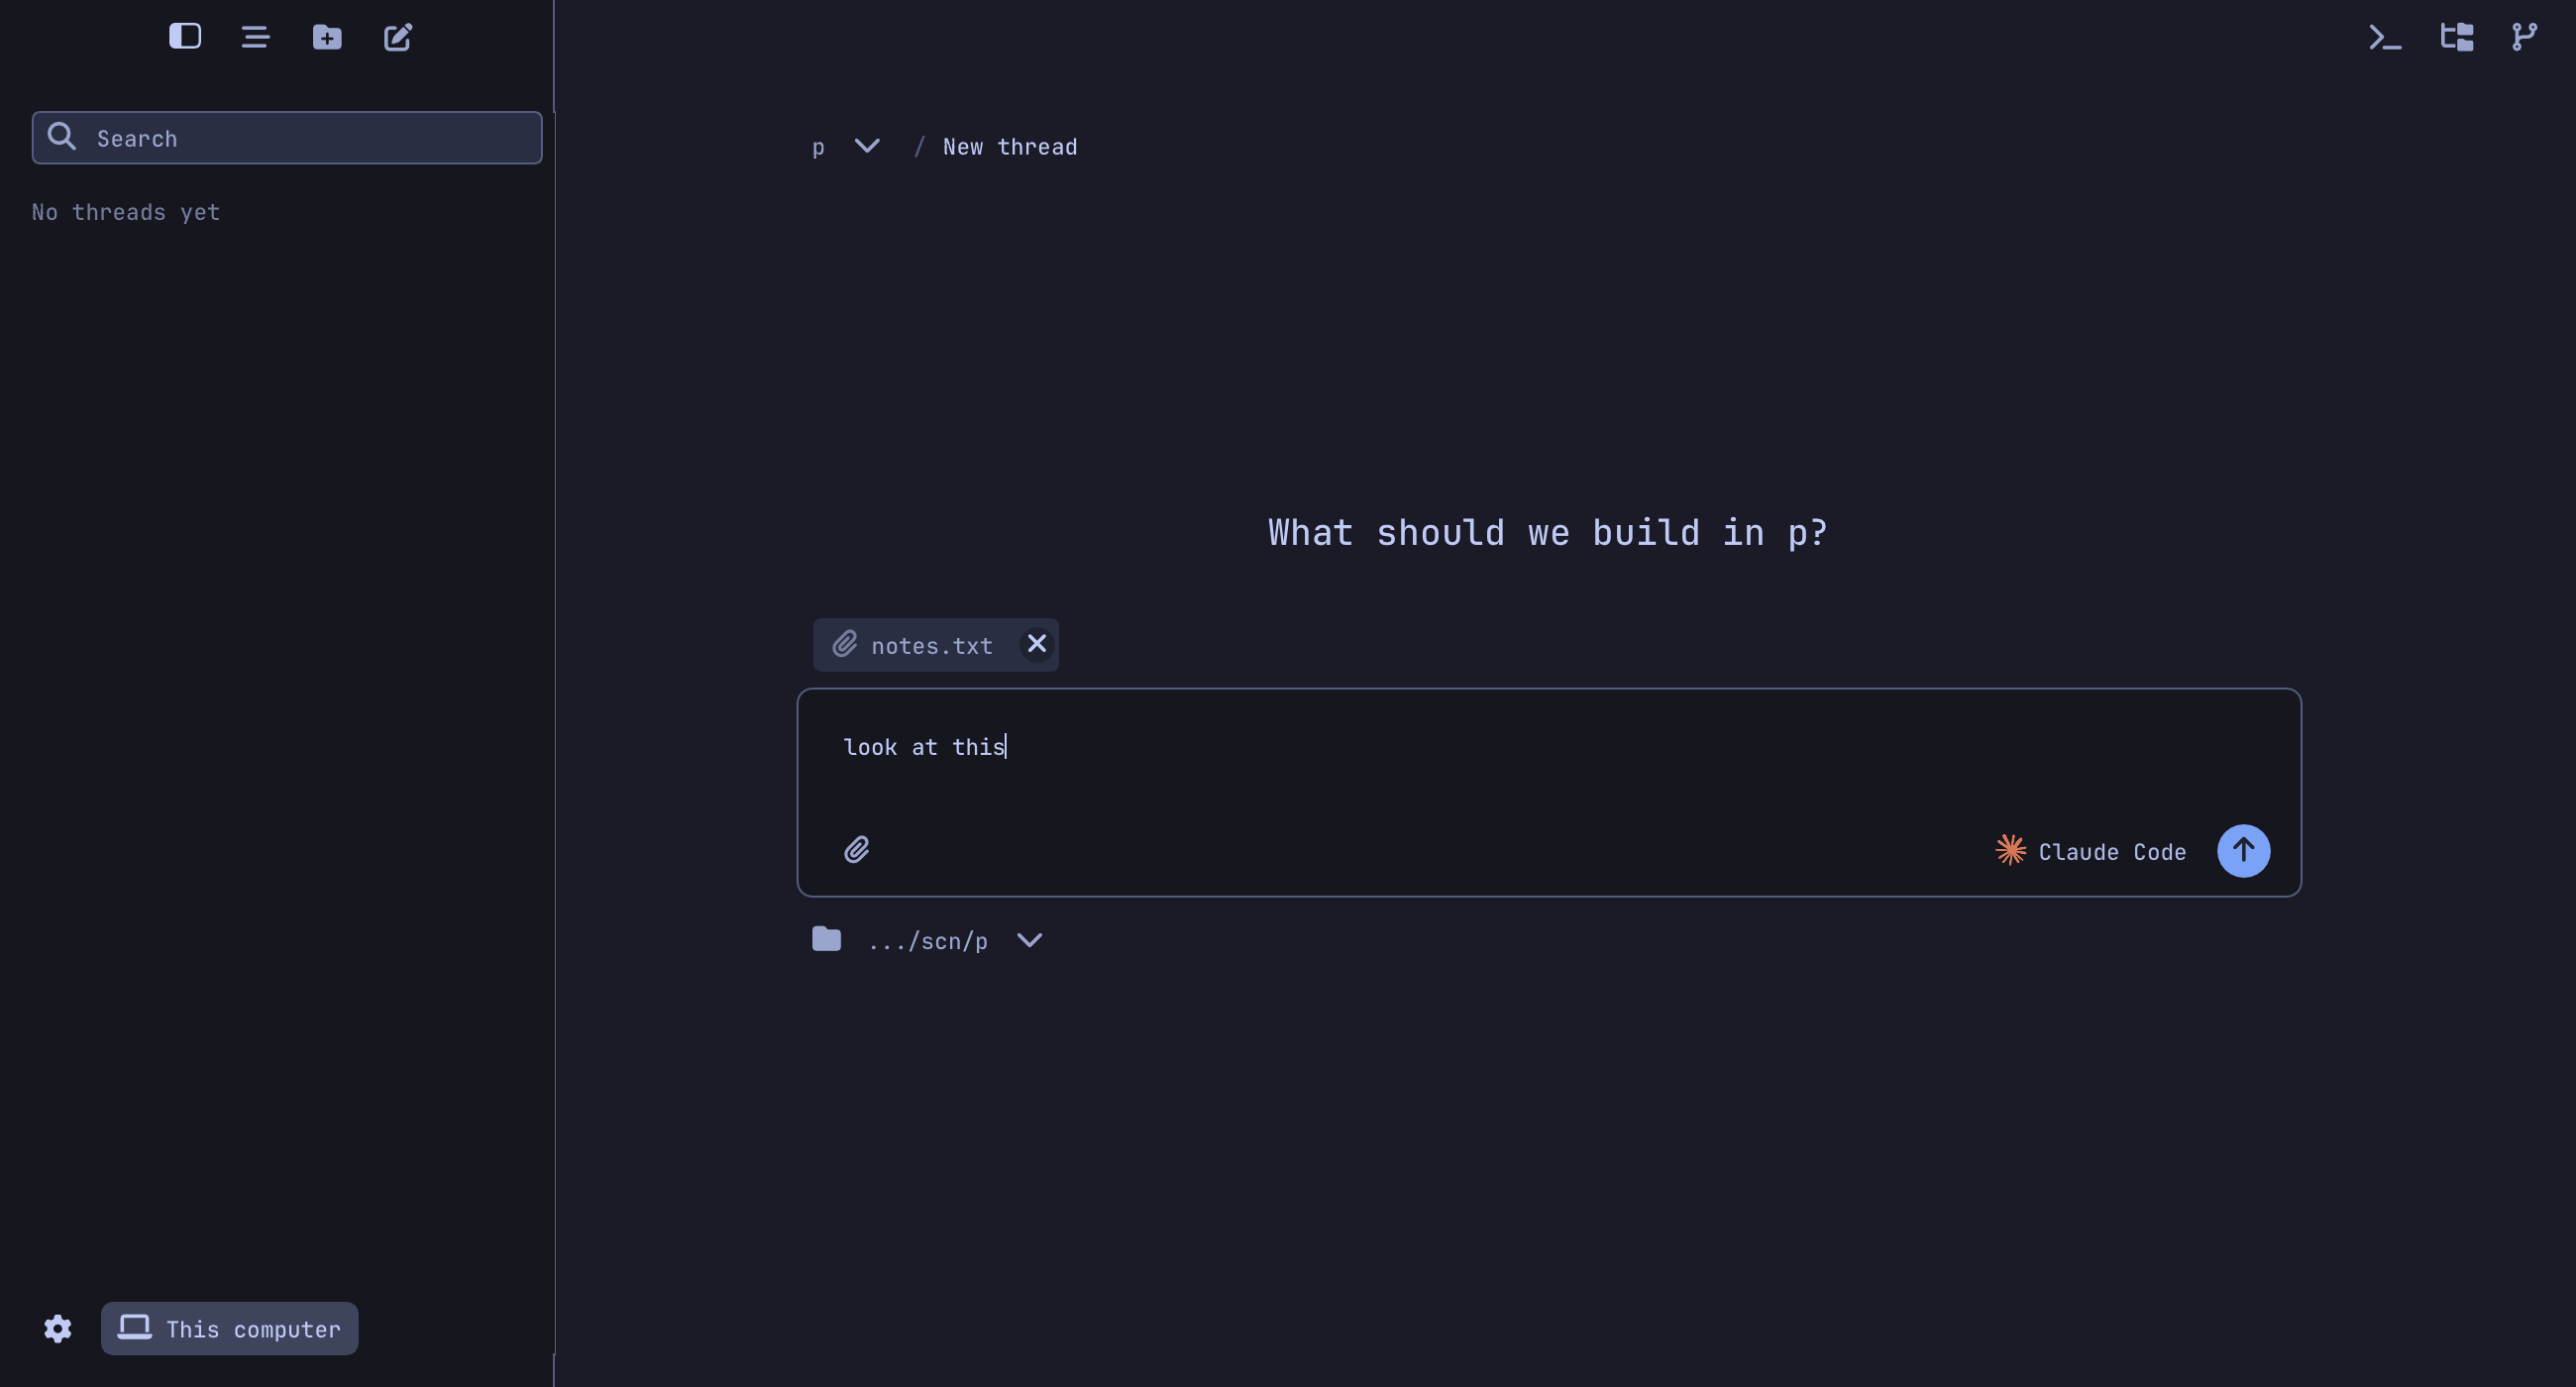 Search
No threads yet
p / New thread
What should we build in p?
notes.txt
look at this
Claude Code
.../scn/p
This computer